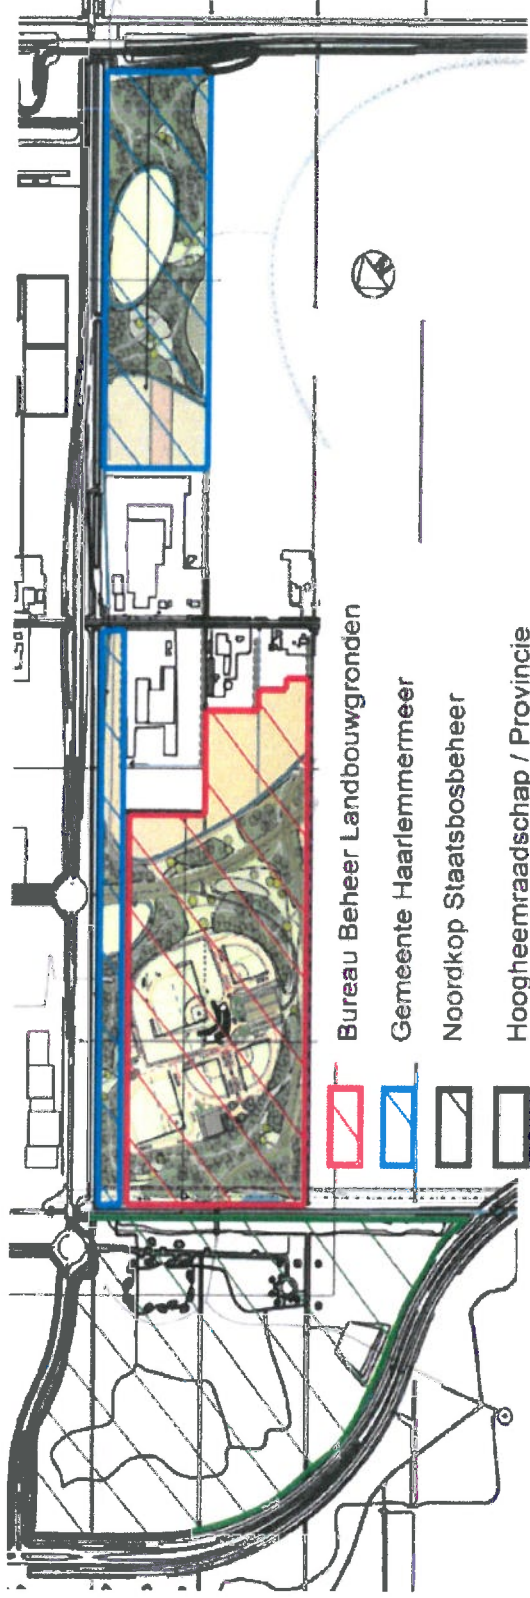 Bureau Beheer Landbouwgronden
Gemeente Haarlemmermeer
Noordkop Staatsbosbeheer
Hoogheemraadschap / Provincie